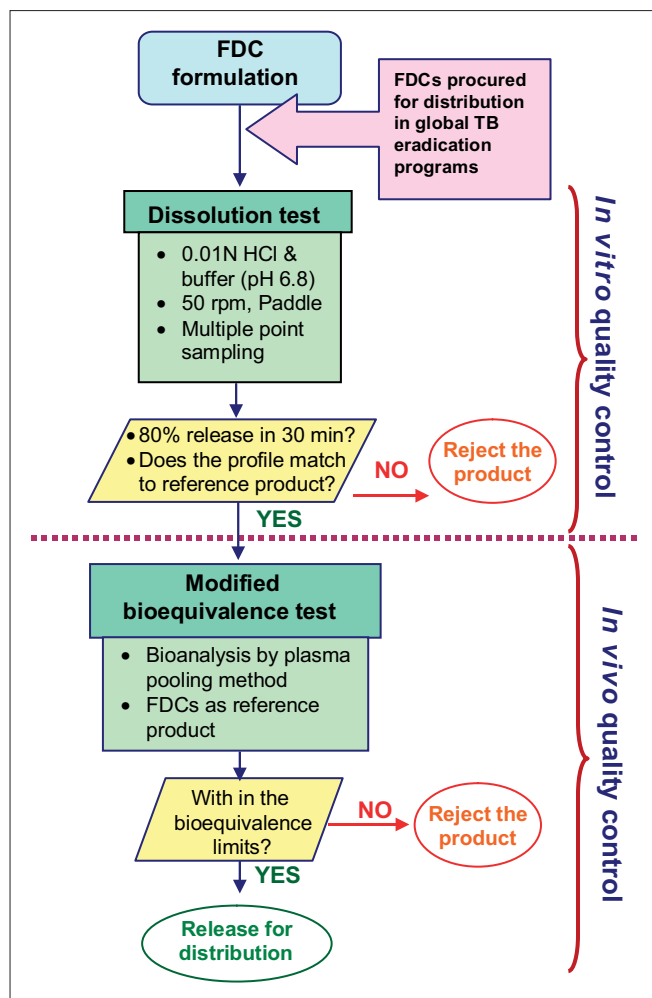 FDC
formulation
FDCs procured
for distribution
in global TB
eradication
programs
Dissolution test
• 0.01N HCl &
buffer (pH 6.8)
• 50 rpm, Paddle
• Multiple point
sampling
• 80% release in 30 min?
• Does the profile match
to reference product?
NO
Reject the
product
YES
In vitro quality control
Modified
bioequivalence test
• Bioanalysis by plasma
pooling method
• FDCs as reference
product
With in the
bioequivalence
limits?
NO
Reject the
product
YES
Release for
distribution
In vivo quality control